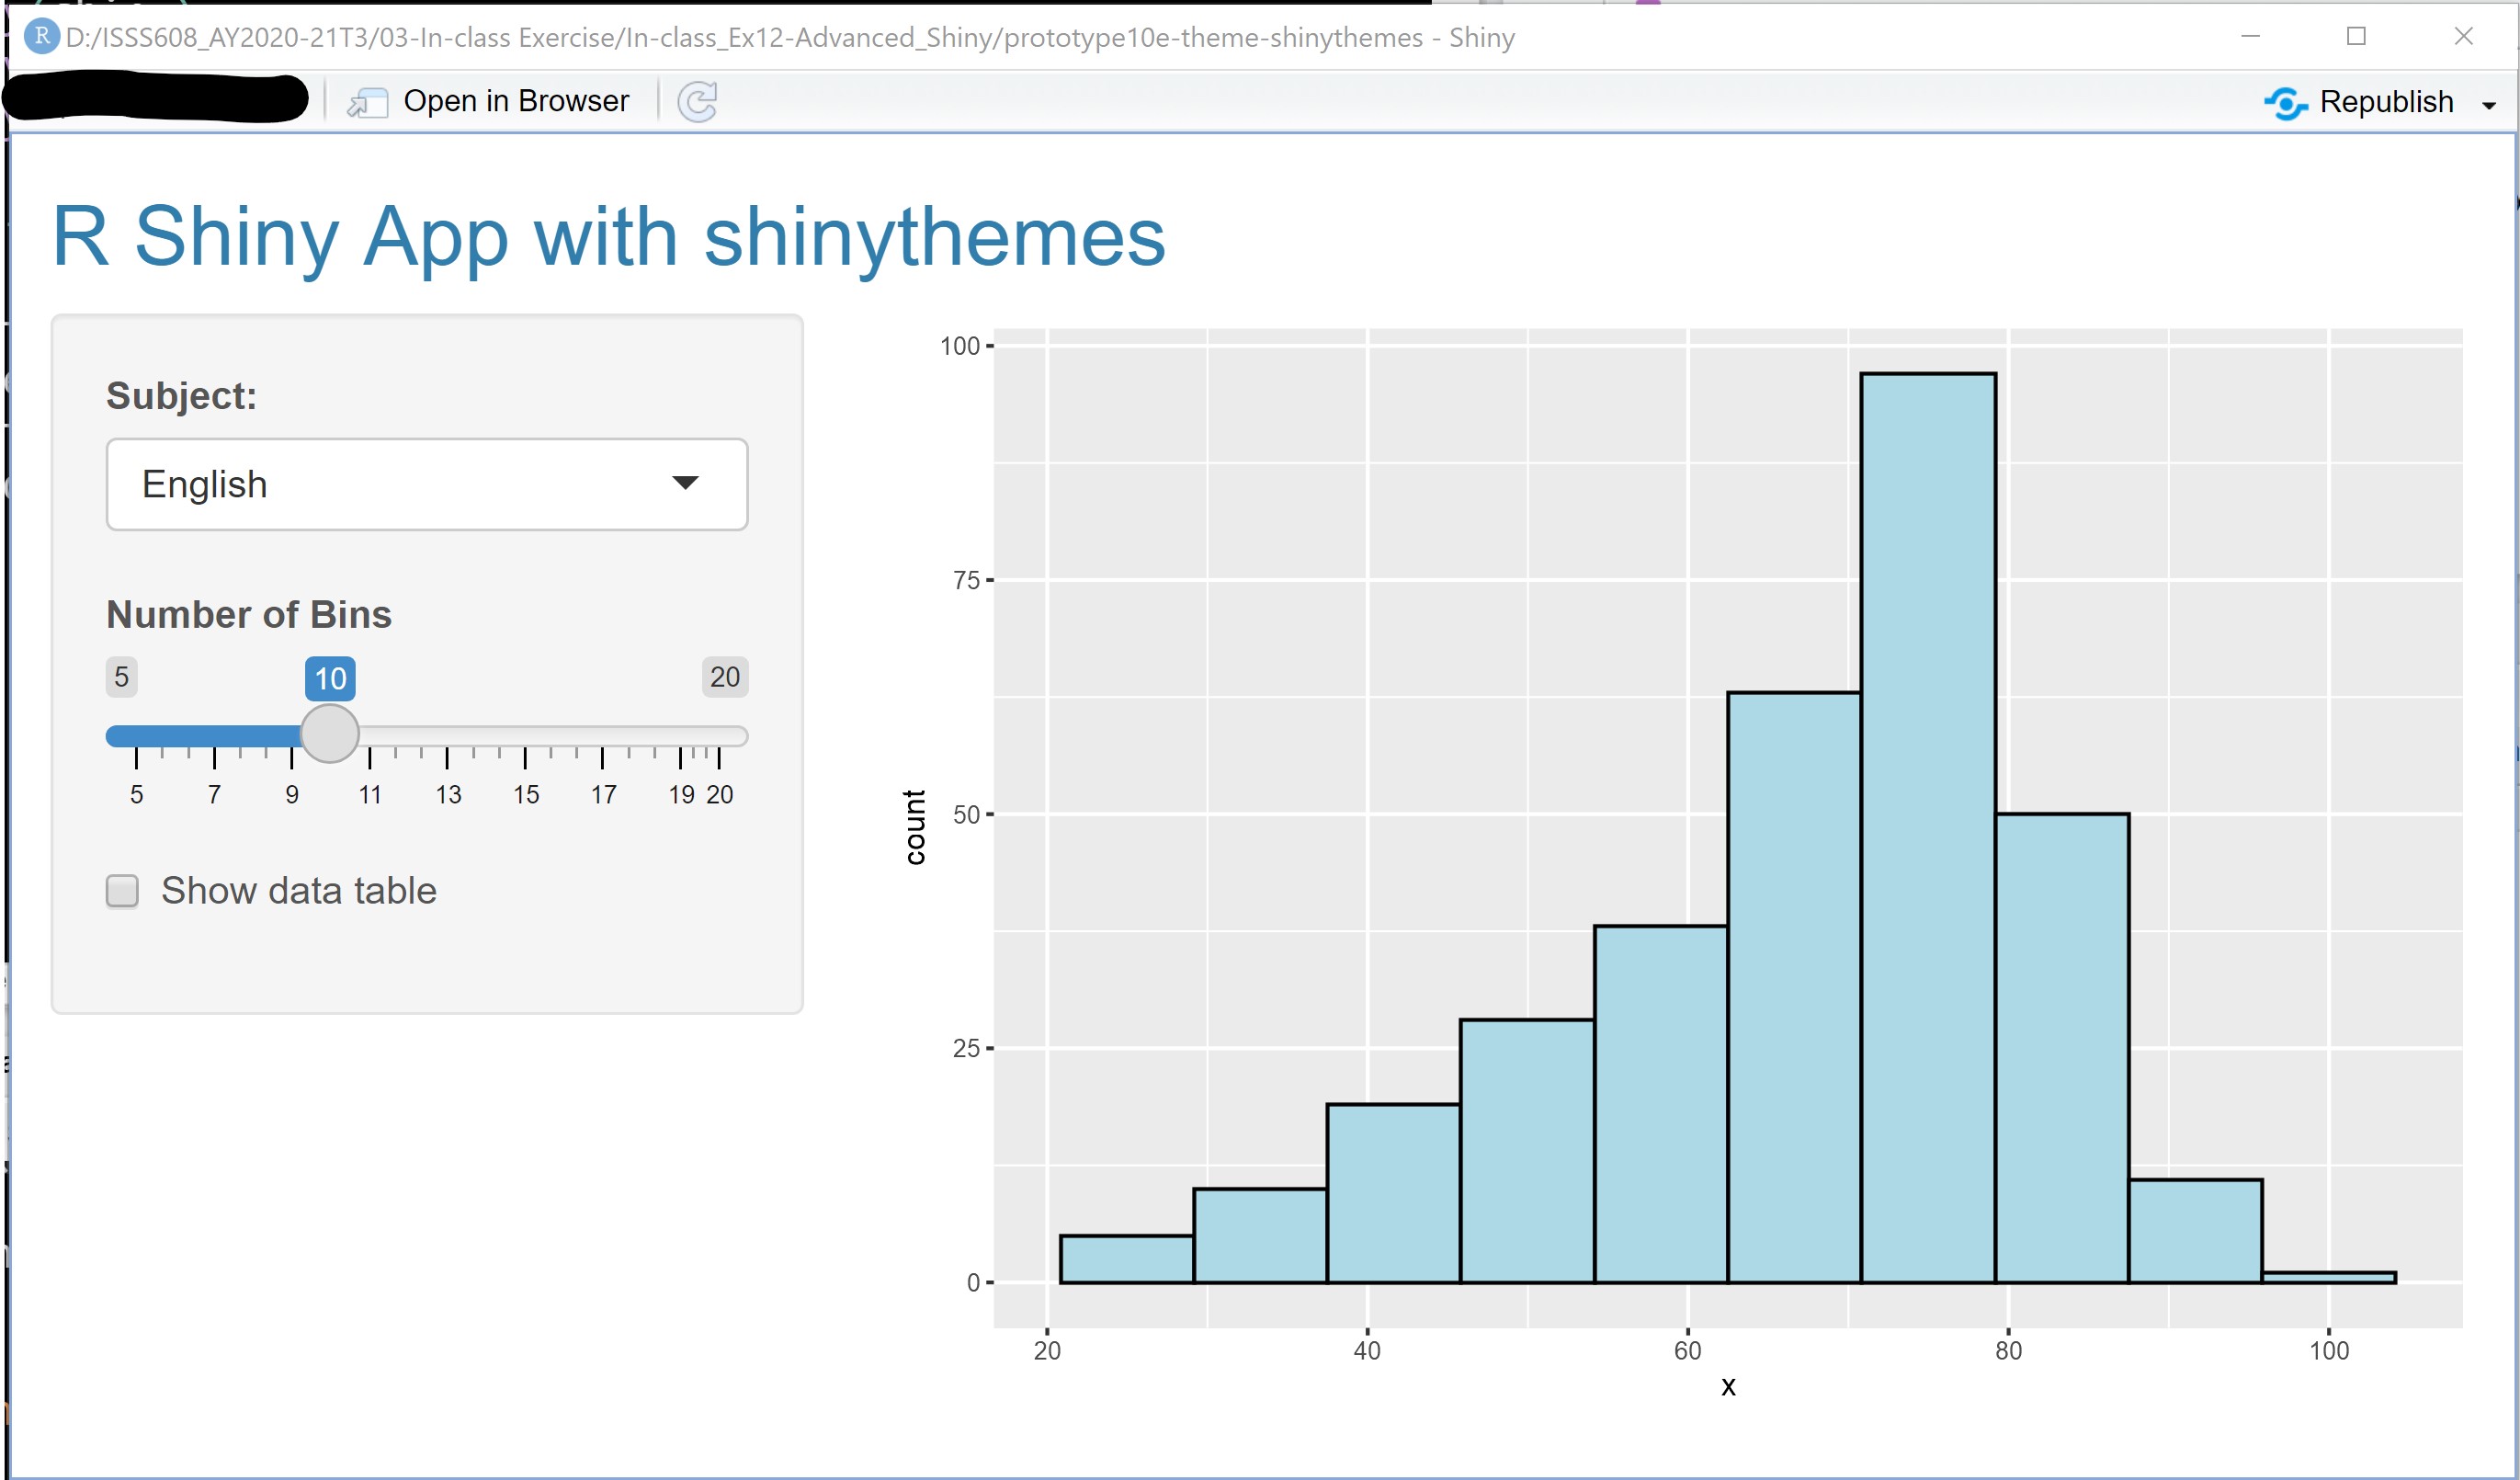 R D:/ISSS608_AY2020-21T3/03-In-class Exercise/In-class_Ex12-Advanced_Shiny/prototype10e-theme-shinythemes - Shiny
Open in Browser Republish
R Shiny App with shinythemes
Subject:
English
Number of Bins
5 10 20
5 7 9 11 13 15 17 19 20
Show data table
100
75
50
25
0
count
20 40 60 80 100
x